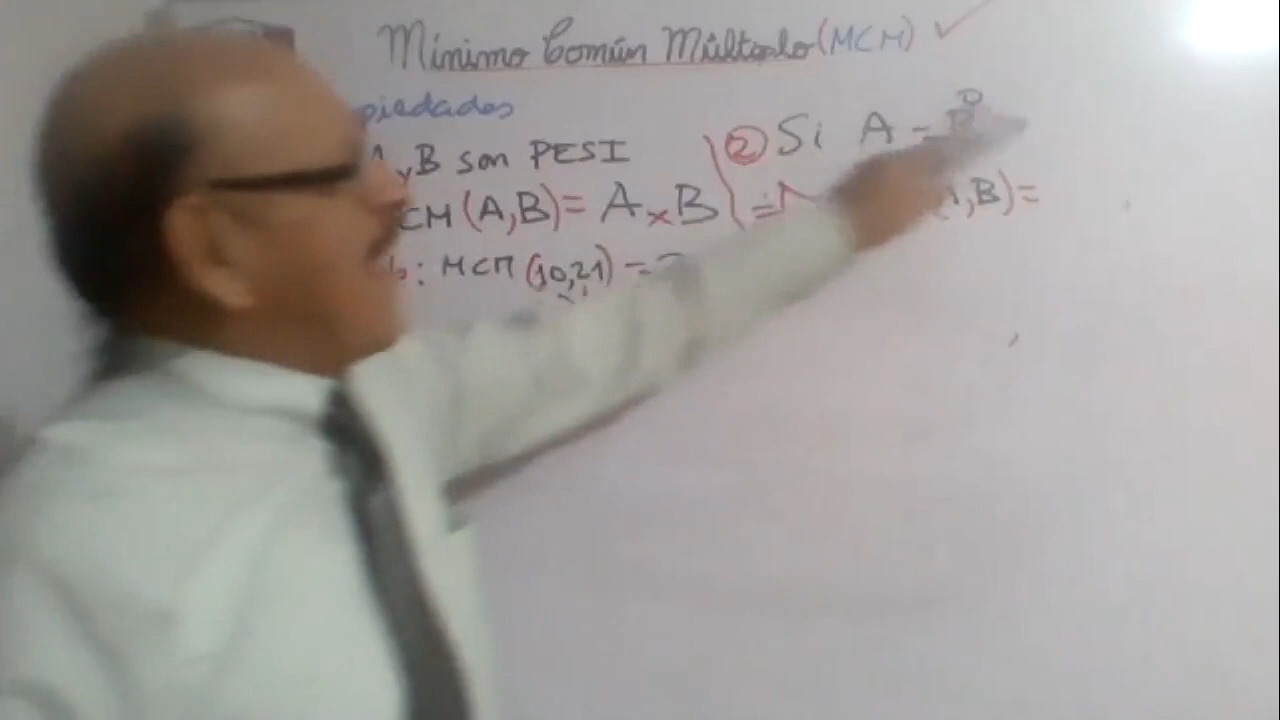 Mínimo Común Múltiplo (MCM) ✓
piedades
A y B son PESI
CM (A,B) = A x B
: MCM (10,21) =
② Si A = B°
,B) =